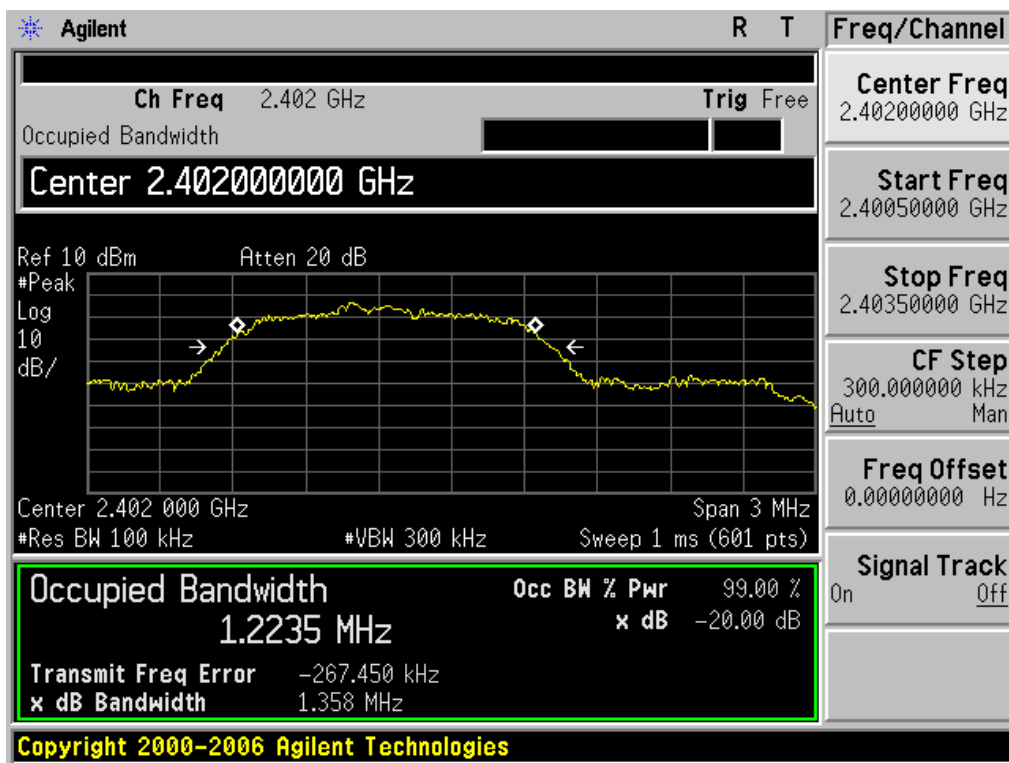 Agilent R T
Ch Freq 2.402 GHz Trig Free
Occupied Bandwidth
Center 2.402000000 GHz
Ref 10 dBm Atten 20 dB
#Peak
Log
10
dB/
Center 2.402 000 GHz Span 3 MHz
#Res BW 100 kHz #VBW 300 kHz Sweep 1 ms (601 pts)
Occupied Bandwidth
1.2235 MHz
Occ BW % Pwr 99.00 %
x dB -20.00 dB
Transmit Freq Error -267.450 kHz
x dB Bandwidth 1.358 MHz
Copyright 2000-2006 Agilent Technologies
Freq/Channel
Center Freq
2.40200000 GHz
Start Freq
2.40050000 GHz
Stop Freq
2.40350000 GHz
CF Step
300.000000 kHz
Auto Man
Freq Offset
0.00000000 Hz
Signal Track
On Off